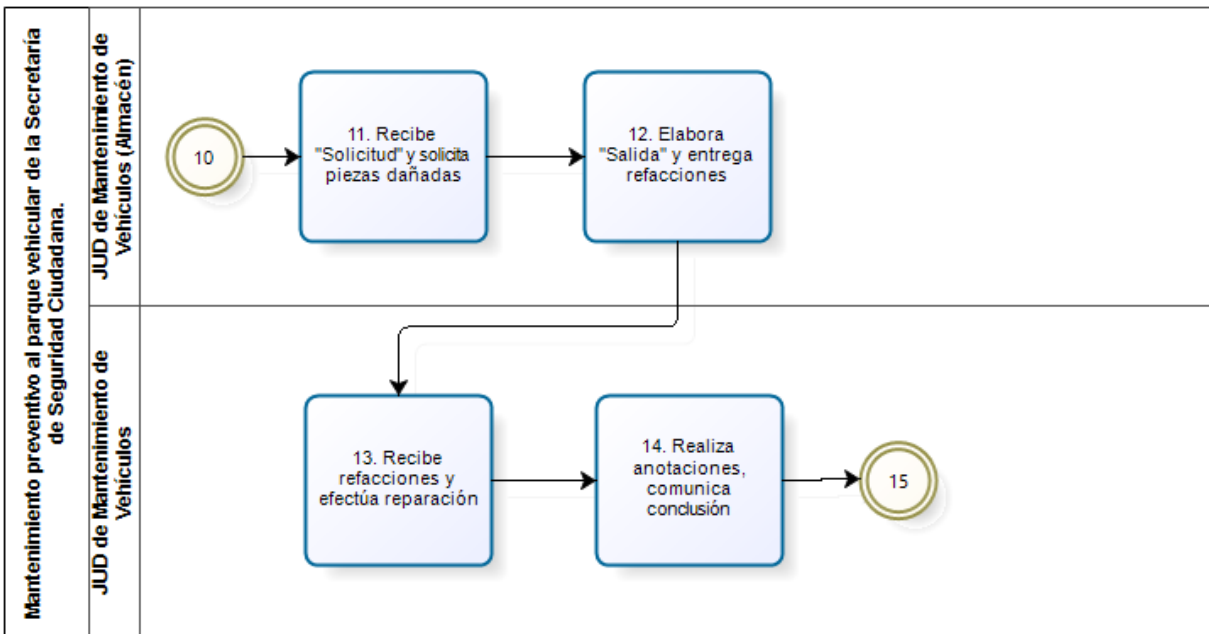 Mantenimiento preventivo al parque vehicular de la Secretaría
de Seguridad Ciudadana.
JUD de Mantenimiento de
Vehículos (Almacén)
10
11. Recibe
"Solicitud" y solicita
piezas dañadas
12. Elabora
"Salida" y entrega
refacciones
JUD de Mantenimiento de
Vehículos
13. Recibe
refacciones y
efectúa reparación
14. Realiza
anotaciones,
comunica
conclusión
15